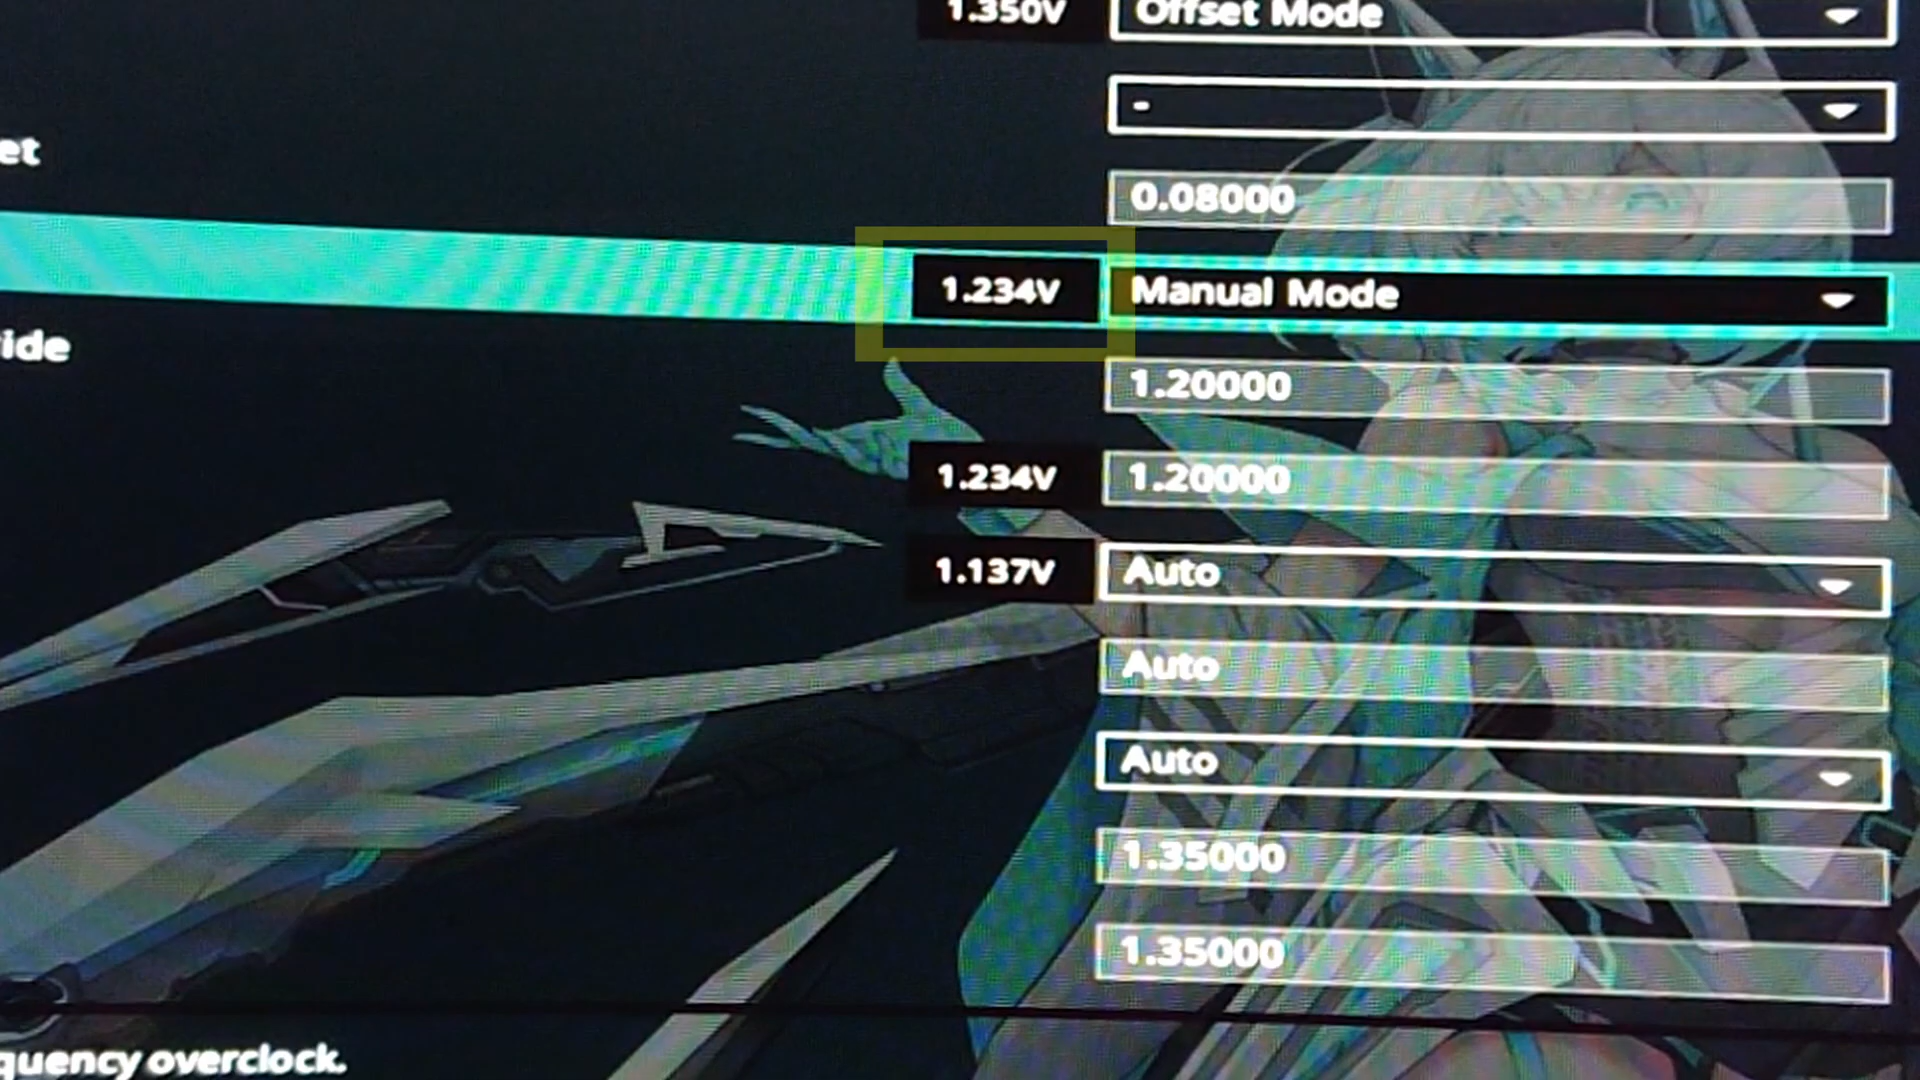 1.350V Offset Mode
-
et 0.08000
1.234V Manual Mode
ide 1.20000
1.234V 1.20000
1.137V Auto
Auto
Auto
1.35000
1.35000
quency overclock.